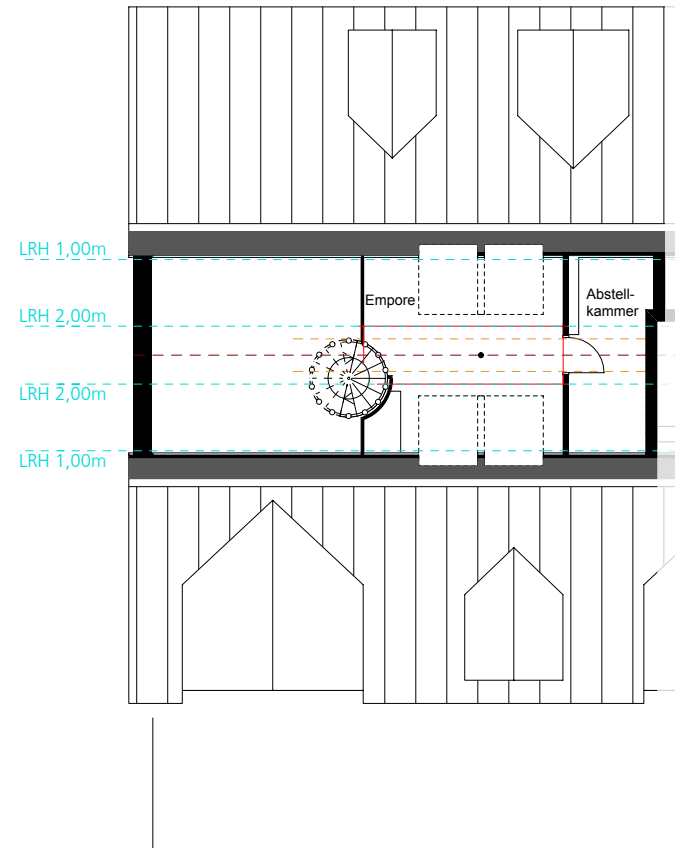 LRH 1,00m
LRH 2,00m
Empore
Abstell-
kammer
LRH 2,00m
LRH 1,00m